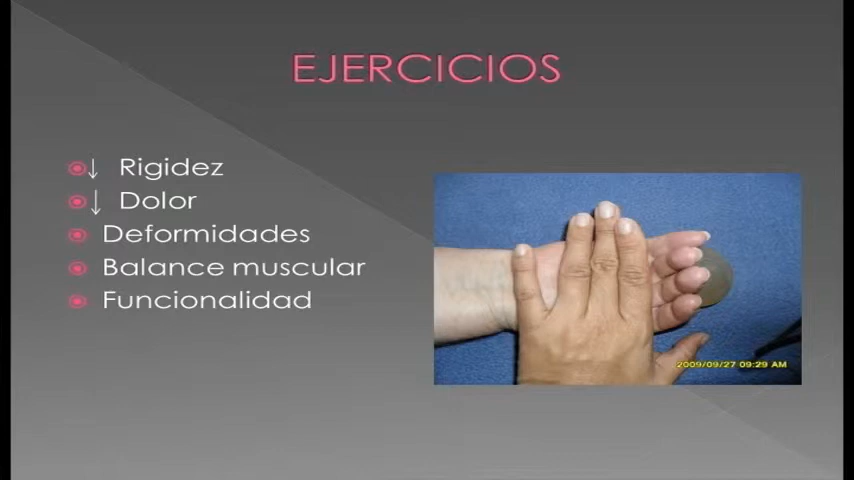 EJERCICIOS
↓ Rigidez
↓ Dolor
Deformidades
Balance muscular
Funcionalidad
2009/09/27 09:29 AM